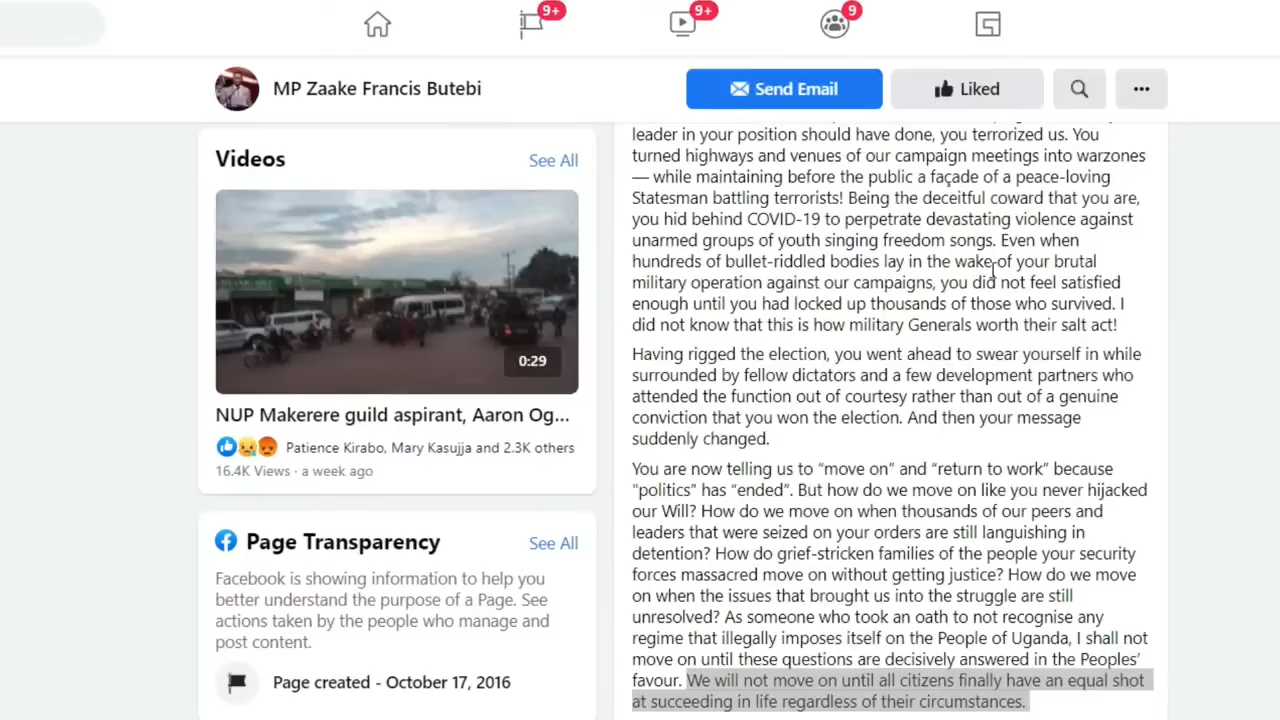 9+
9+
9
MP Zaake Francis Butebi
Send Email
Liked
Videos
See All
0:29
NUP Makerere guild aspirant, Aaron Og...
Patience Kirabo, Mary Kasujja and 2.3K others
16.4K Views · a week ago
Page Transparency
See All
Facebook is showing information to help you
better understand the purpose of a Page. See
actions taken by the people who manage and
post content.
Page created - October 17, 2016
leader in your position should have done, you terrorized us. You
turned highways and venues of our campaign meetings into warzones
— while maintaining before the public a façade of a peace-loving
Statesman battling terrorists! Being the deceitful coward that you are,
you hid behind COVID-19 to perpetrate devastating violence against
unarmed groups of youth singing freedom songs. Even when
hundreds of bullet-riddled bodies lay in the wake of your brutal
military operation against our campaigns, you did not feel satisfied
enough until you had locked up thousands of those who survived. I
did not know that this is how military Generals worth their salt act!
Having rigged the election, you went ahead to swear yourself in while
surrounded by fellow dictators and a few development partners who
attended the function out of courtesy rather than out of a genuine
conviction that you won the election. And then your message
suddenly changed.
You are now telling us to “move on” and “return to work” because
"politics” has “ended”. But how do we move on like you never hijacked
our Will? How do we move on when thousands of our peers and
leaders that were seized on your orders are still languishing in
detention? How do grief-stricken families of the people your security
forces massacred move on without getting justice? How do we move
on when the issues that brought us into the struggle are still
unresolved? As someone who took an oath to not recognise any
regime that illegally imposes itself on the People of Uganda, I shall not
move on until these questions are decisively answered in the Peoples’
favour. We will not move on until all citizens finally have an equal shot
at succeeding in life regardless of their circumstances.